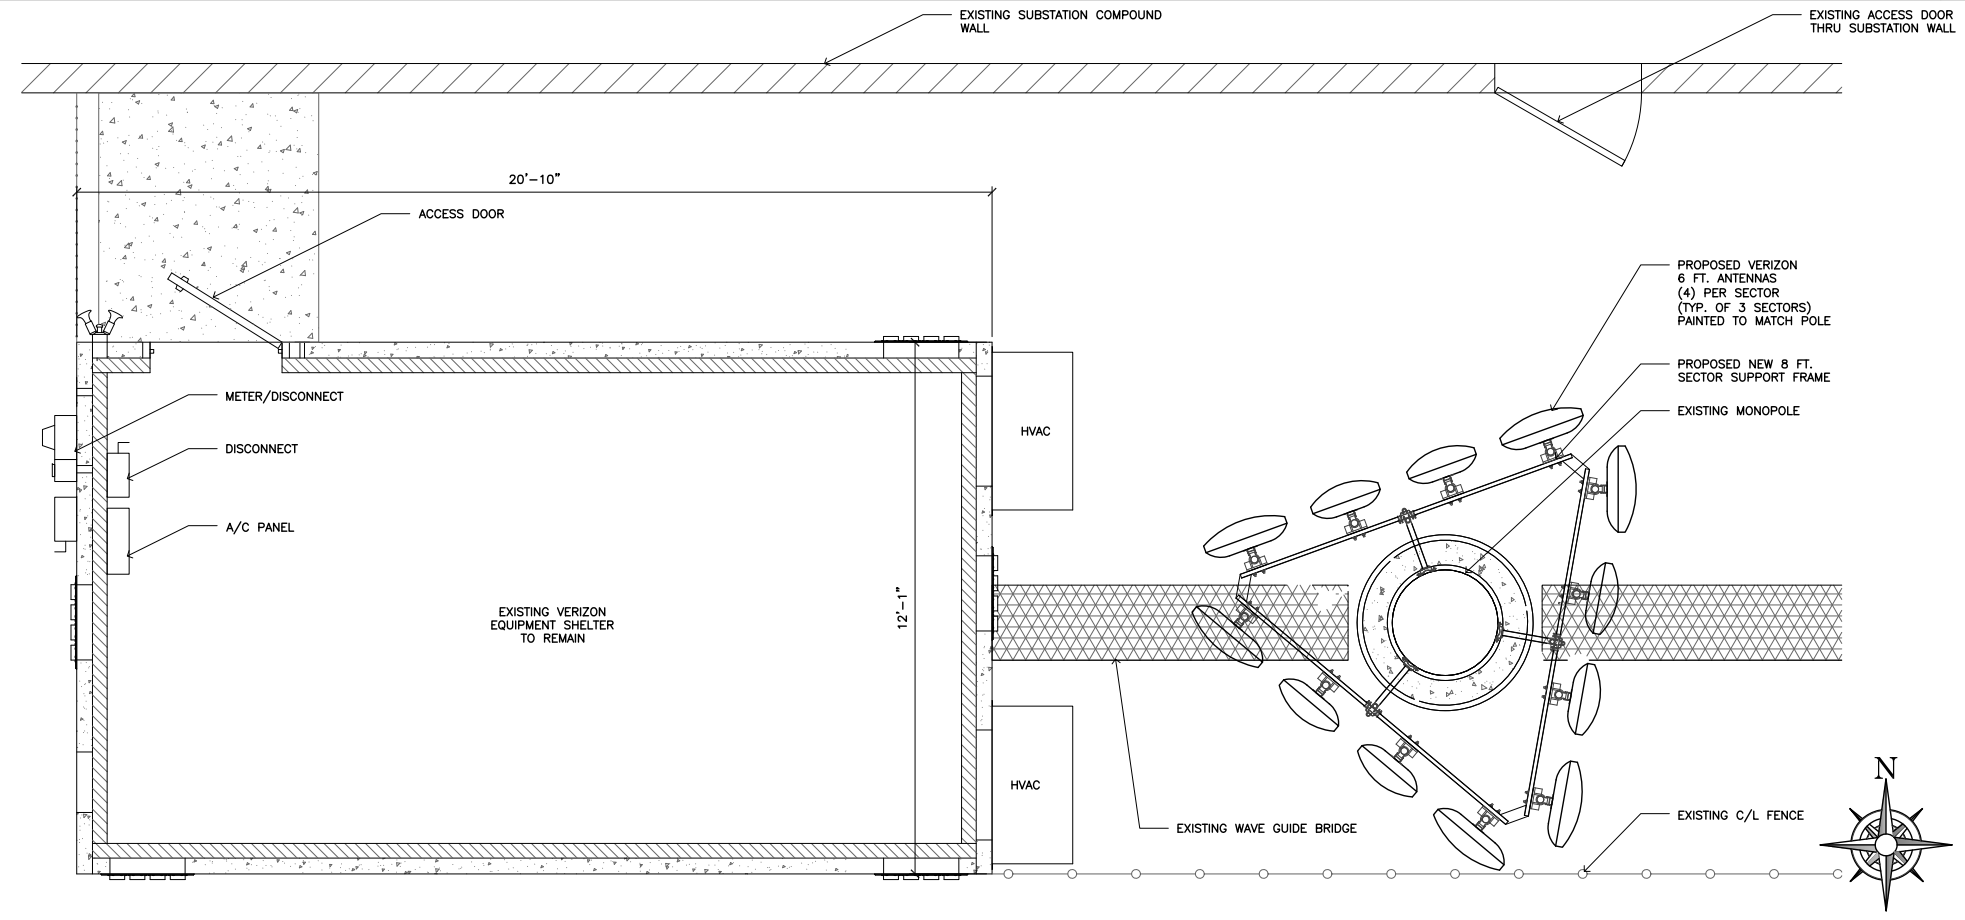 EXISTING SUBSTATION COMPOUND
WALL
EXISTING ACCESS DOOR
THRU SUBSTATION WALL
20'-10"
ACCESS DOOR
PROPOSED VERIZON
6 FT. ANTENNAS
(4) PER SECTOR
(TYP. OF 3 SECTORS)
PAINTED TO MATCH POLE
PROPOSED NEW 8 FT.
SECTOR SUPPORT FRAME
EXISTING MONOPOLE
METER/DISCONNECT
DISCONNECT
A/C PANEL
HVAC
EXISTING VERIZON
EQUIPMENT SHELTER
TO REMAIN
12'-1"
HVAC
EXISTING WAVE GUIDE BRIDGE
EXISTING C/L FENCE
N